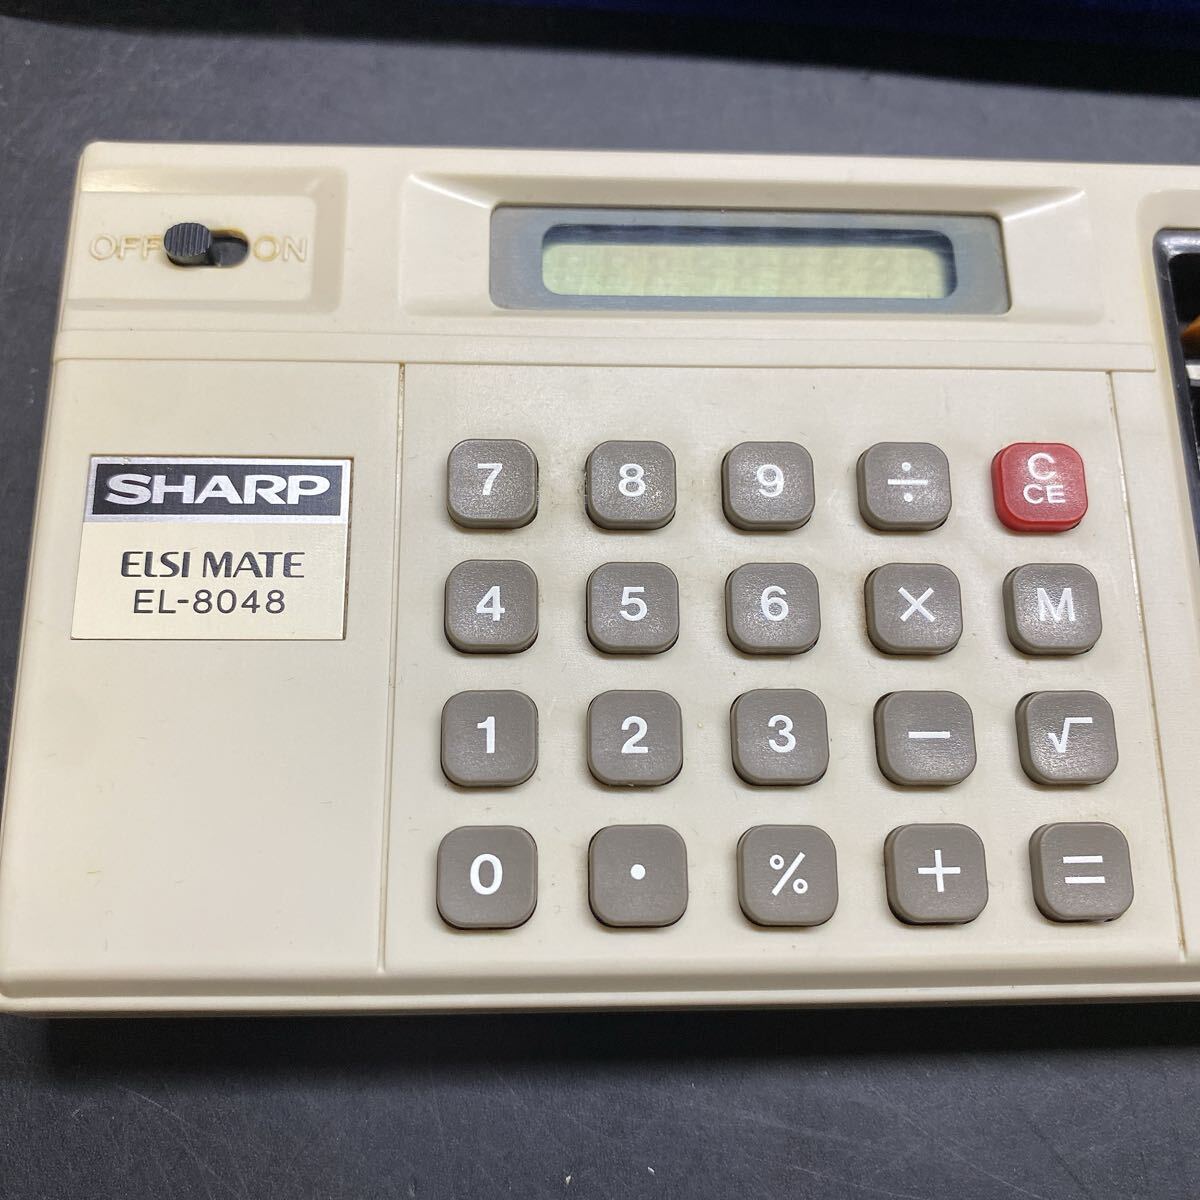 OFF ON
SHARP
ELSI MATE
EL-8048
7 8 9 ÷ C CE
4 5 6 × M
1 2 3 − √
0 . % + =